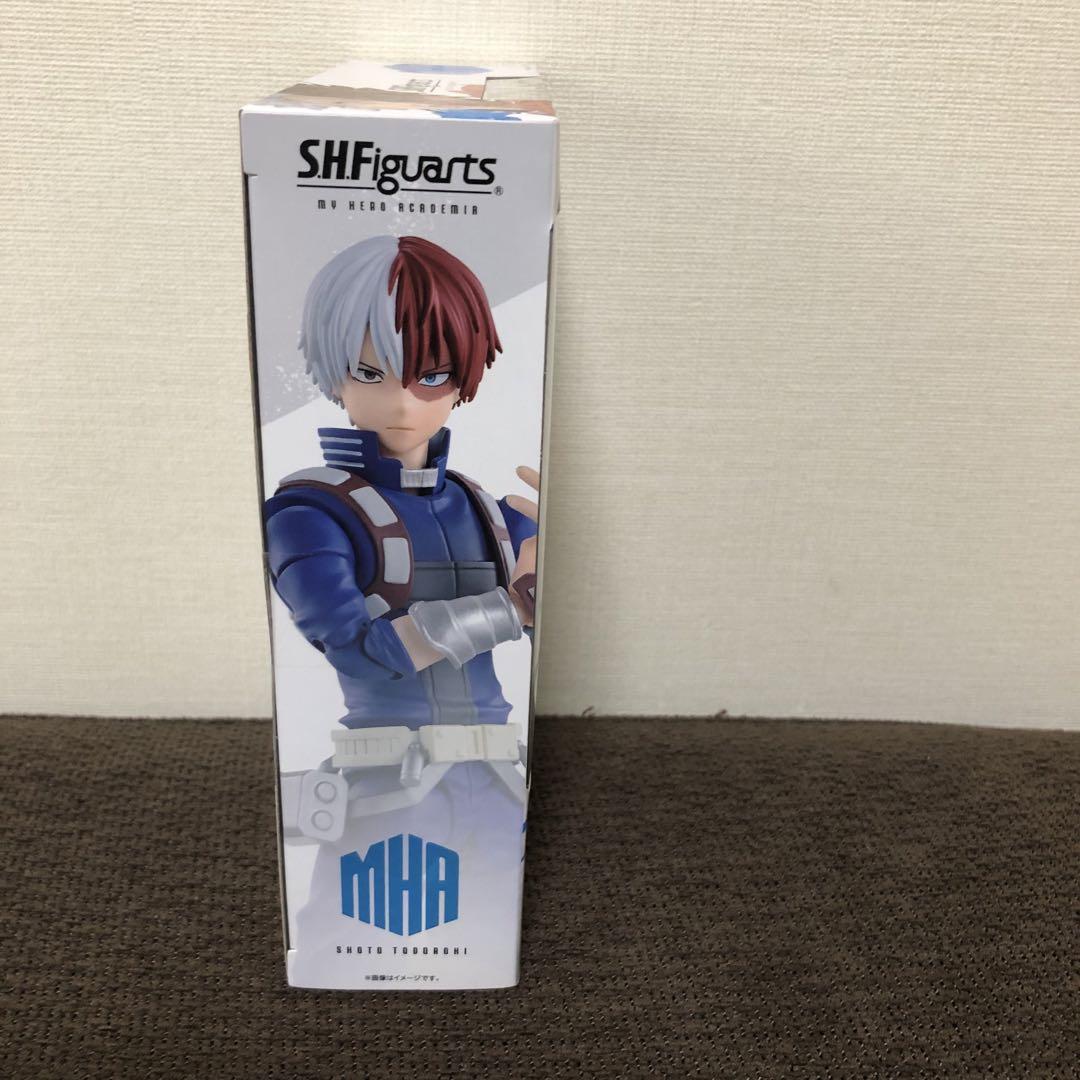 S.H.Figuarts®
MY HERO ACADEMIA
MHA
SHOTO TODOROKI
※画像はイメージです。